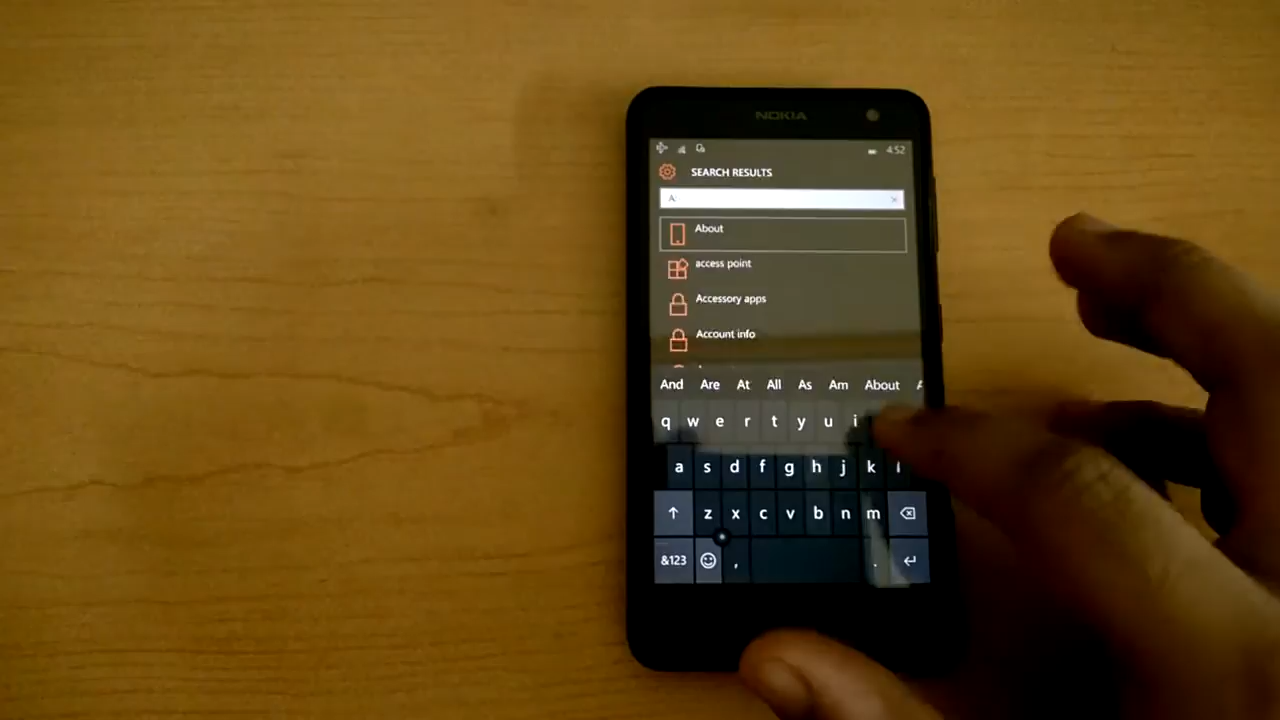 NOKIA
4:52
SEARCH RESULTS
A
About
access point
Accessory apps
Account info
And Are At All As Am About
q w e r t y u i
a s d f g h j k l
z x c v b n m
&123 , .